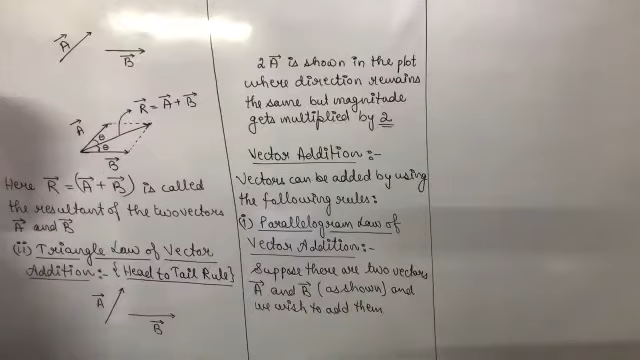 A⃗
B⃗
R⃗ = A⃗ + B⃗
A⃗
θ
θ
B⃗
Here R⃗ = (A⃗ + B⃗) is called
the resultant of the two vectors
A⃗ and B⃗
(ii) Triangle Law of Vector
Addition:- {Head to Tail Rule}
A⃗
B⃗
2A⃗ is shown in the plot
where direction remains
the same but magnitude
gets multiplied by 2
Vector Addition:-
Vectors can be added by using
the following rules:
(i) Parallelogram Law of
Vector Addition:-
Suppose there are two vectors
A⃗ and B⃗ (as shown) and
we wish to add them